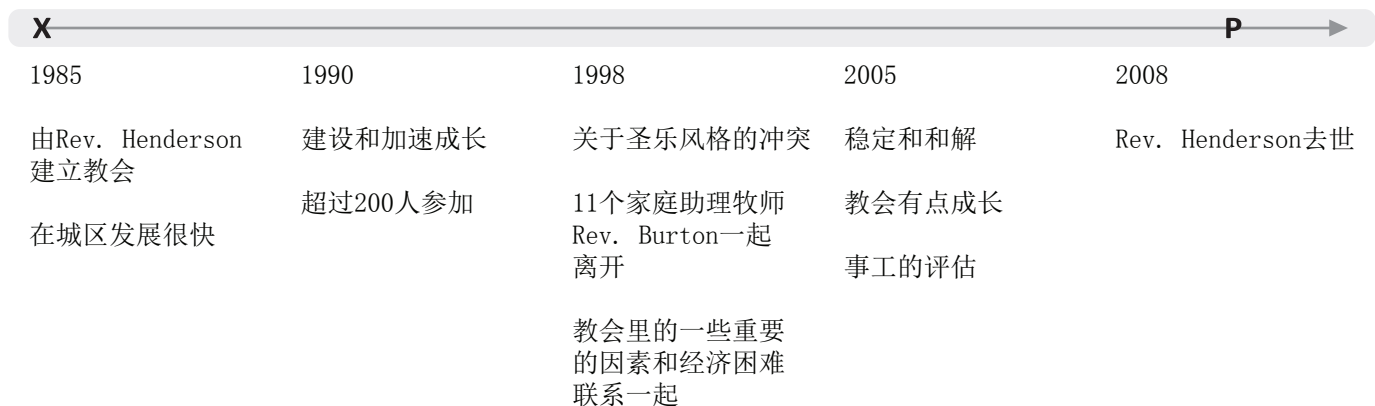 X P
1985
由Rev. Henderson
建立教会
在城区发展很快
1990
建设和加速成长
超过200人参加
1998
关于圣乐风格的冲突
11个家庭助理牧师
Rev. Burton一起
离开
教会里的一些重要
的因素和经济困难
联系一起
2005
稳定和和解
教会有点成长
事工的评估
2008
Rev. Henderson去世